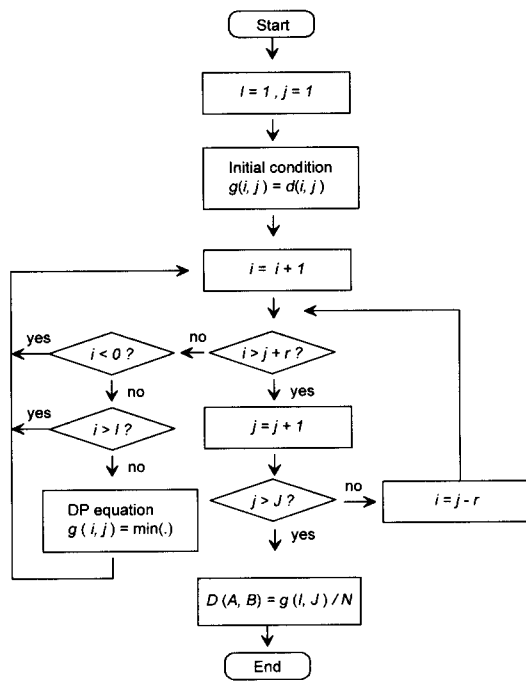 Start
I = 1 , j = 1
Initial condition
g(i, j ) = d(i, j )
i = i + 1
yes
i < 0 ?
no
i > j + r ?
no
yes
yes
i > I ?
j = j + 1
no
DP equation
g ( i, j ) = min(.)
j > J ?
no
i = j - r
yes
D (A, B) = g (I, J ) / N
End